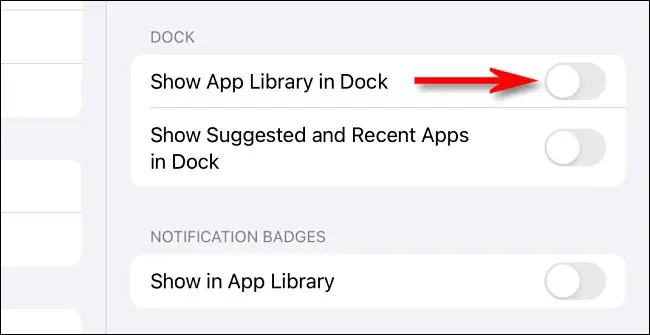 DOCK
Show App Library in Dock
Show Suggested and Recent Apps
in Dock
NOTIFICATION BADGES
Show in App Library